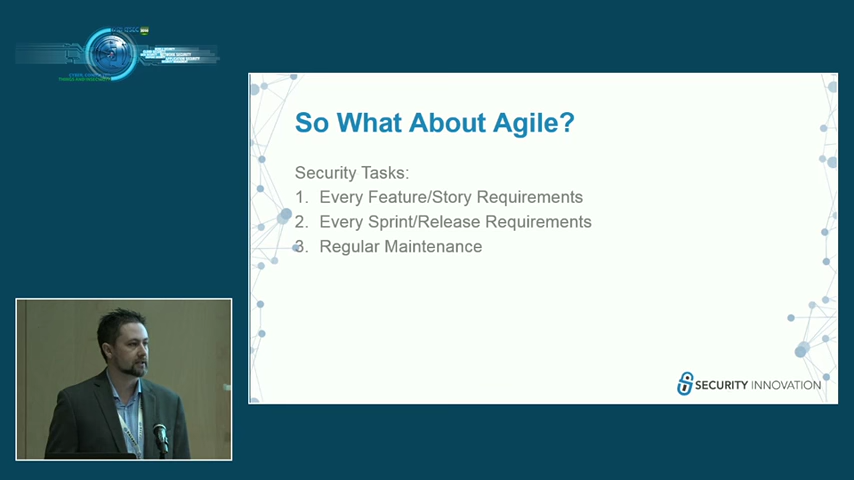 So What About Agile?
Security Tasks:
1. Every Feature/Story Requirements
2. Every Sprint/Release Requirements
3. Regular Maintenance
SECURITY INNOVATION